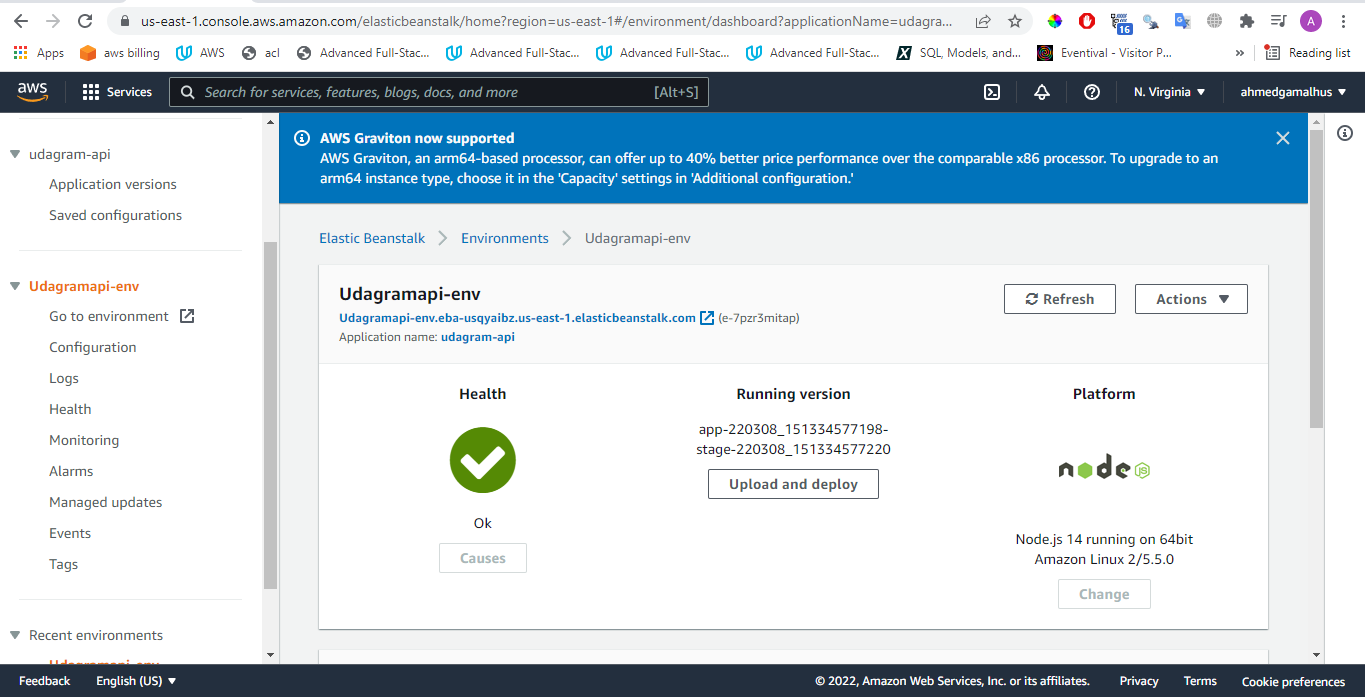 us-east-1.console.aws.amazon.com/elasticbeanstalk/home?region=us-east-1#/environment/dashboard?applicationName=udagra...
16
A
Apps
aws billing
AWS
acl
Advanced Full-Stac...
Advanced Full-Stac...
Advanced Full-Stac...
Advanced Full-Stac...
SQL, Models, and...
Eventival - Visitor P...
»
Reading list
aws
Services
Search for services, features, blogs, docs, and more
[Alt+S]
N. Virginia
ahmedgamalhus
udagram-api
Application versions
Saved configurations
Udagramapi-env
Go to environment
Configuration
Logs
Health
Monitoring
Alarms
Managed updates
Events
Tags
Recent environments
Udagramapi-env
AWS Graviton now supported
AWS Graviton, an arm64-based processor, can offer up to 40% better price performance over the comparable x86 processor. To upgrade to an
arm64 instance type, choose it in the 'Capacity' settings in 'Additional configuration.'
Elastic Beanstalk
Environments
Udagramapi-env
Udagramapi-env
Udagramapi-env.eba-usqyaibz.us-east-1.elasticbeanstalk.com (e-7pzr3mitap)
Application name: udagram-api
Refresh
Actions
Health
Ok
Causes
Running version
app-220308_151334577198-
stage-220308_151334577220
Upload and deploy
Platform
node JS
Node.js 14 running on 64bit
Amazon Linux 2/5.5.0
Change
Feedback
English (US)
© 2022, Amazon Web Services, Inc. or its affiliates.
Privacy
Terms
Cookie preferences